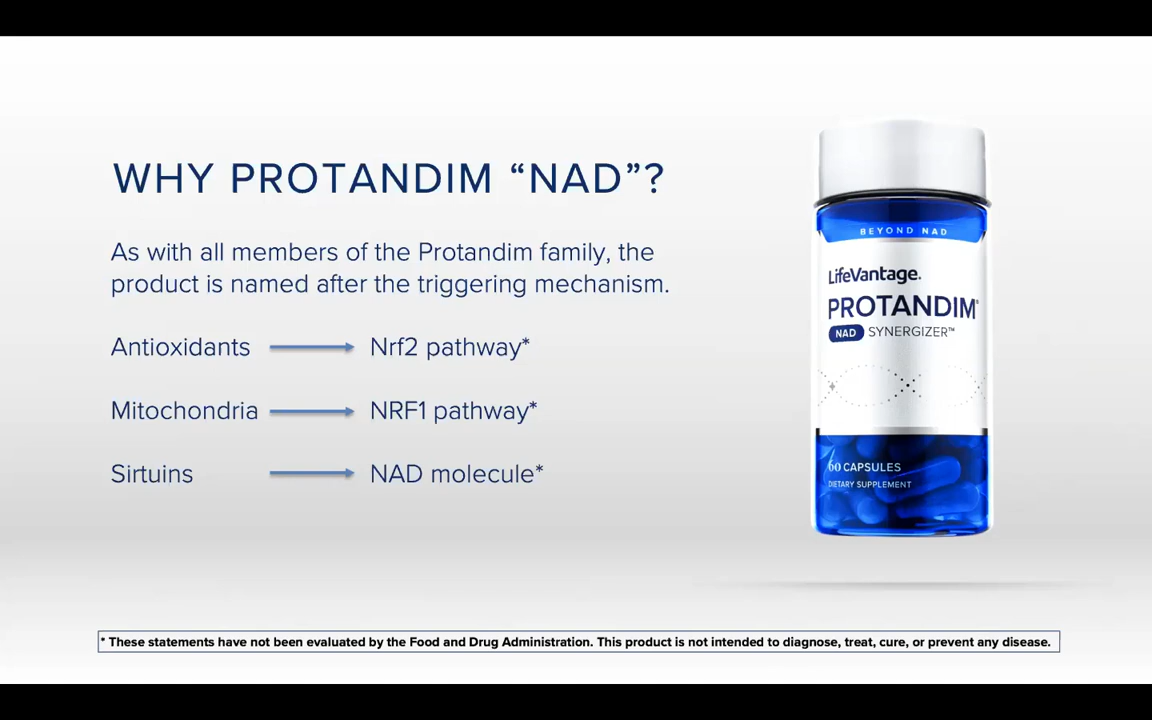 WHY PROTANDIM “NAD”?
As with all members of the Protandim family, the
product is named after the triggering mechanism.
Antioxidants Nrf2 pathway*
Mitochondria NRF1 pathway*
Sirtuins NAD molecule*
BEYOND NAD
LifeVantage.
PROTANDIM®
NAD SYNERGIZER™
60 CAPSULES
DIETARY SUPPLEMENT
* These statements have not been evaluated by the Food and Drug Administration. This product is not intended to diagnose, treat, cure, or prevent any disease.